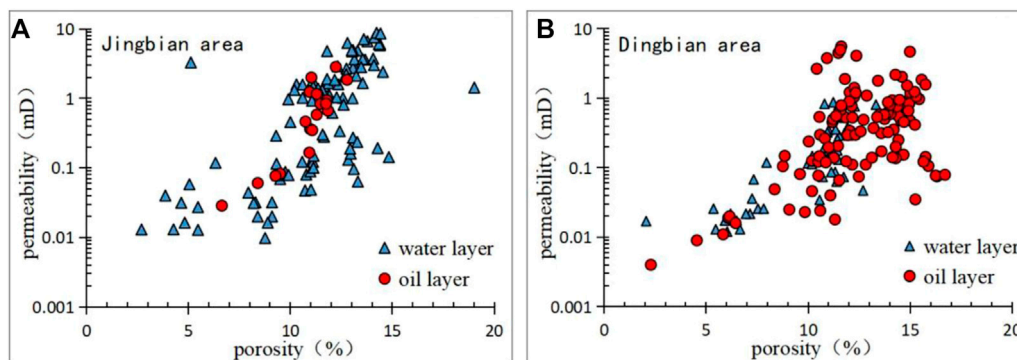 A
Jingbian area
permeability（mD）
10
1
0.1
0.01
0.001
0
5
10
15
20
porosity（%）
water layer
oil layer
B
Dingbian area
permeability（mD）
10
1
0.1
0.01
0.001
0
5
10
15
20
porosity（%）
water layer
oil layer